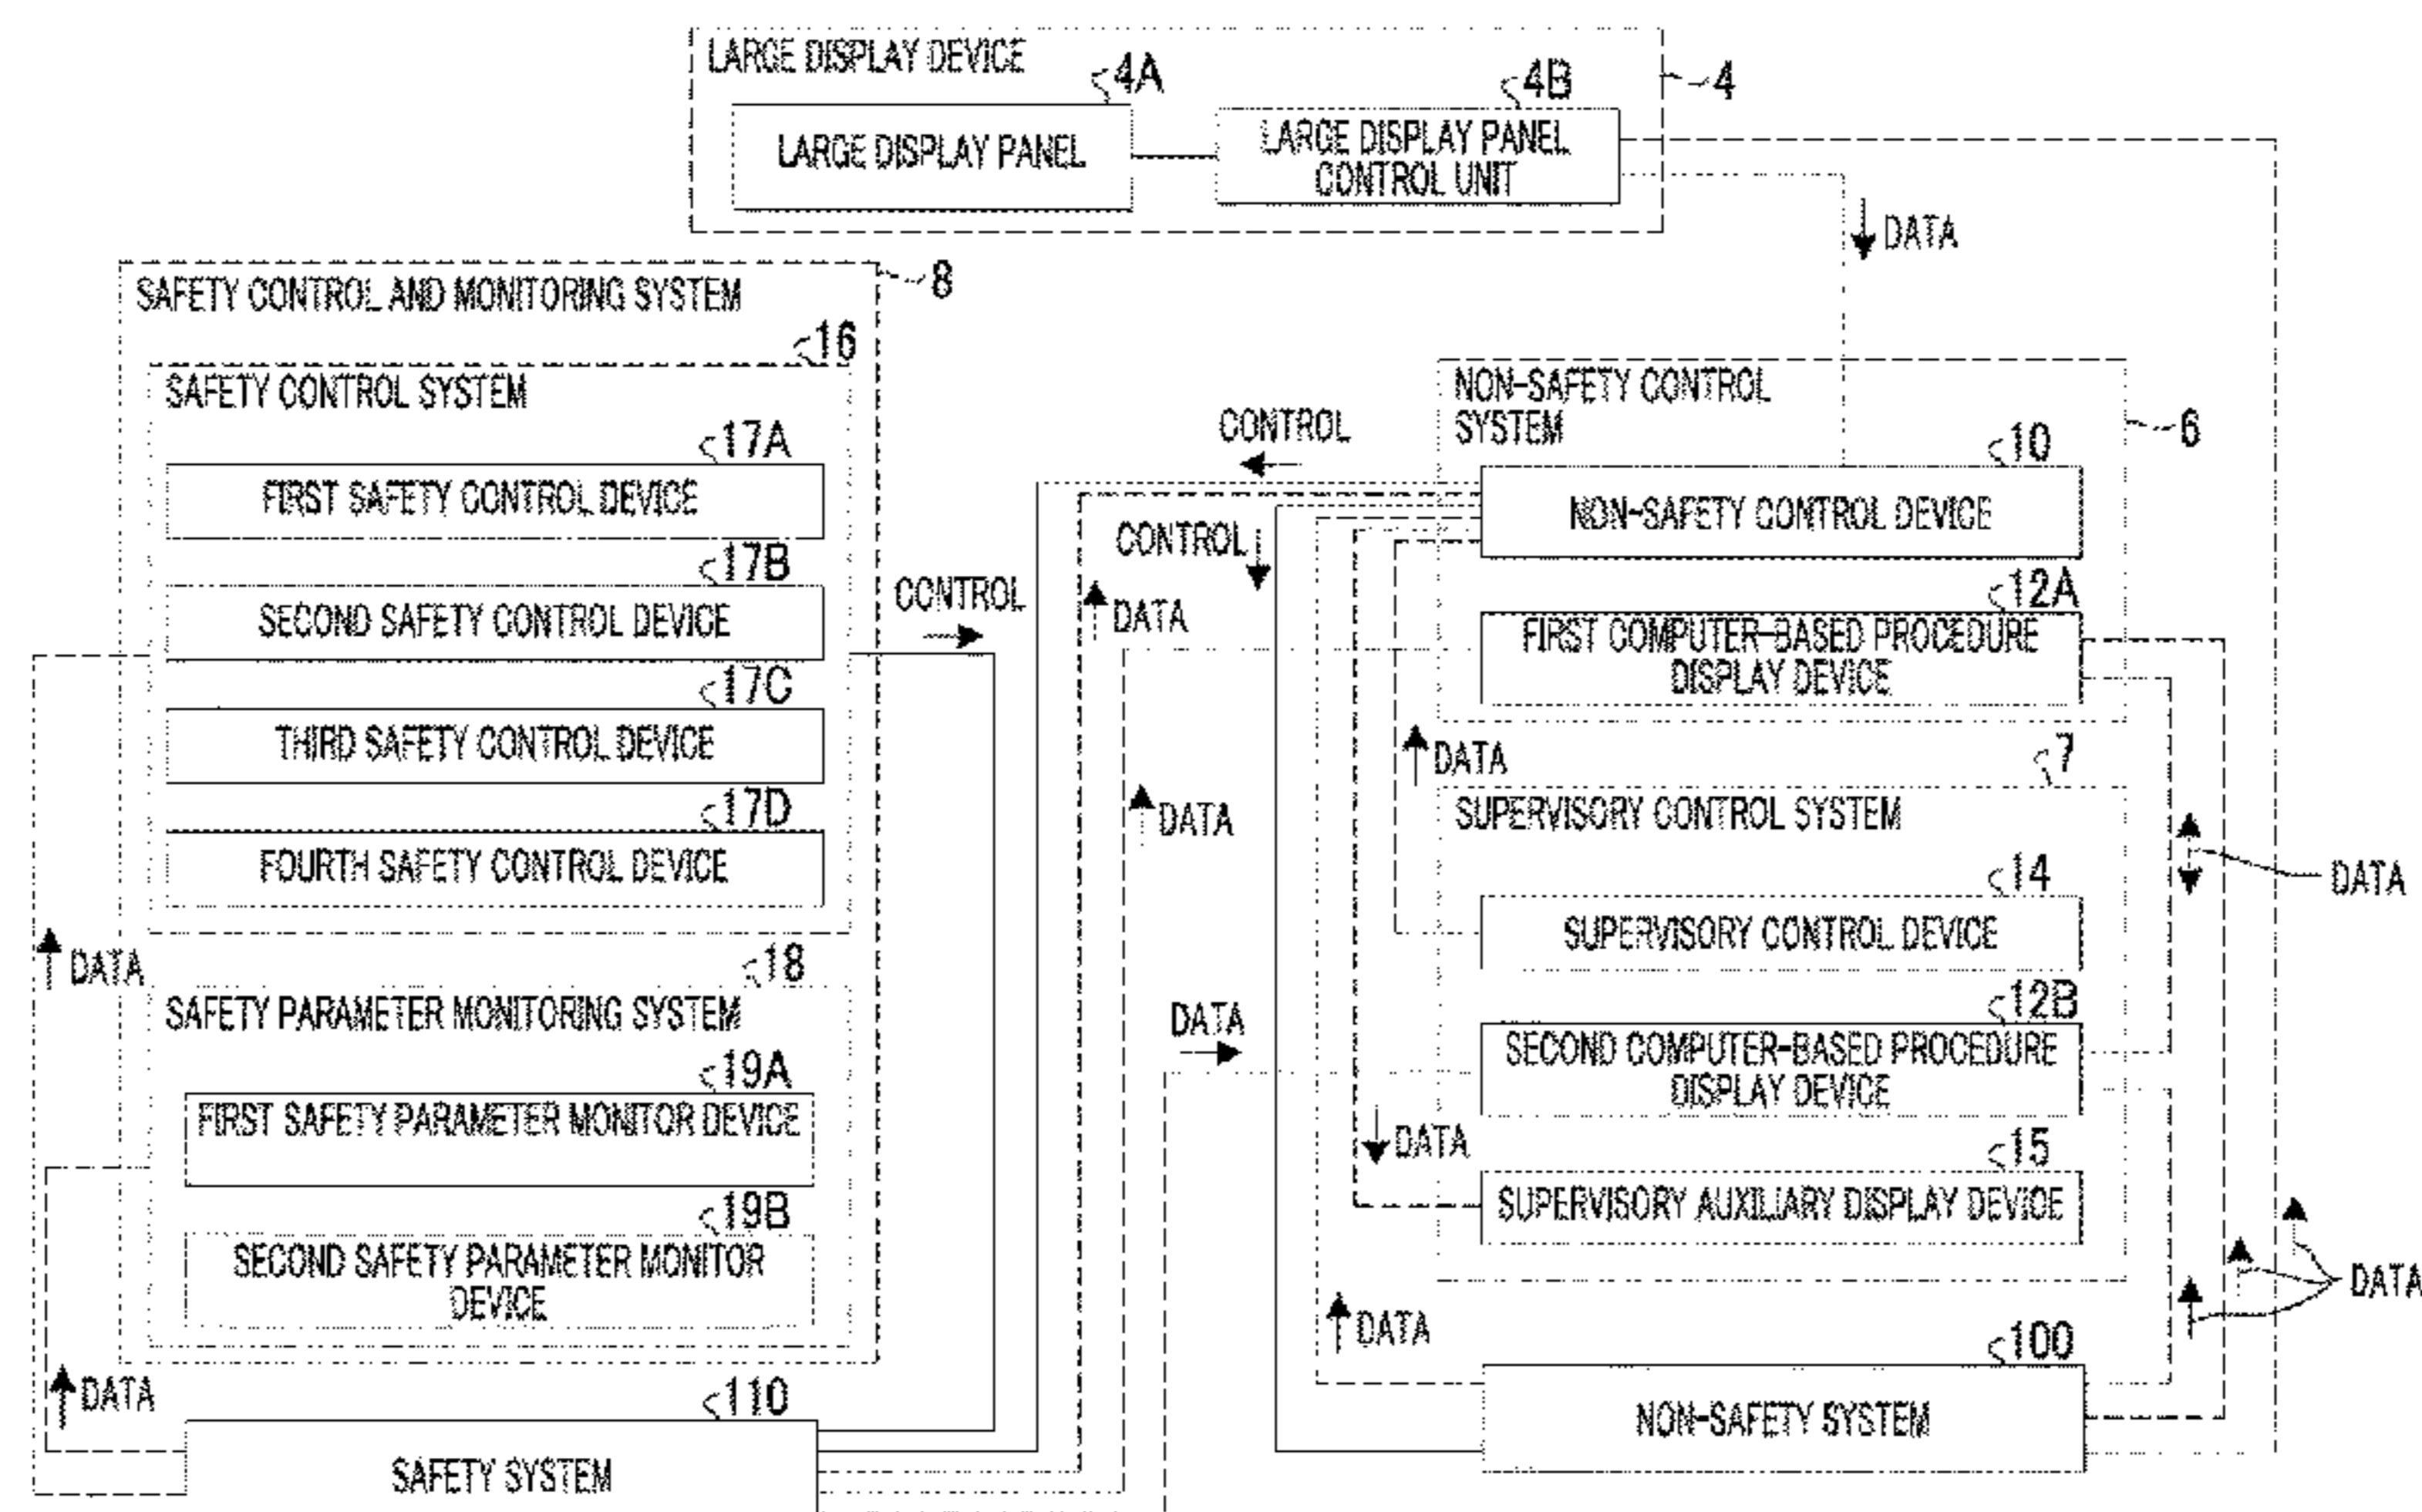 LARGE DISPLAY DEVICE
4A
4B
4
LARGE DISPLAY PANEL
LARGE DISPLAY PANEL
CONTROL UNIT
DATA
SAFETY CONTROL AND MONITORING SYSTEM
8
16
SAFETY CONTROL SYSTEM
17A
FIRST SAFETY CONTROL DEVICE
17B
SECOND SAFETY CONTROL DEVICE
17C
THIRD SAFETY CONTROL DEVICE
17D
FOURTH SAFETY CONTROL DEVICE
DATA
18
SAFETY PARAMETER MONITORING SYSTEM
19A
FIRST SAFETY PARAMETER MONITOR DEVICE
19B
SECOND SAFETY PARAMETER MONITOR
DEVICE
DATA
110
SAFETY SYSTEM
CONTROL
CONTROL
CONTROL
DATA
DATA
DATA
NON-SAFETY CONTROL
SYSTEM
6
10
NON-SAFETY CONTROL DEVICE
12A
FIRST COMPUTER-BASED PROCEDURE
DISPLAY DEVICE
DATA
7
SUPERVISORY CONTROL SYSTEM
14
SUPERVISORY CONTROL DEVICE
DATA
12B
SECOND COMPUTER-BASED PROCEDURE
DISPLAY DEVICE
DATA
15
SUPERVISORY AUXILIARY DISPLAY DEVICE
DATA
DATA
100
NON-SAFETY SYSTEM